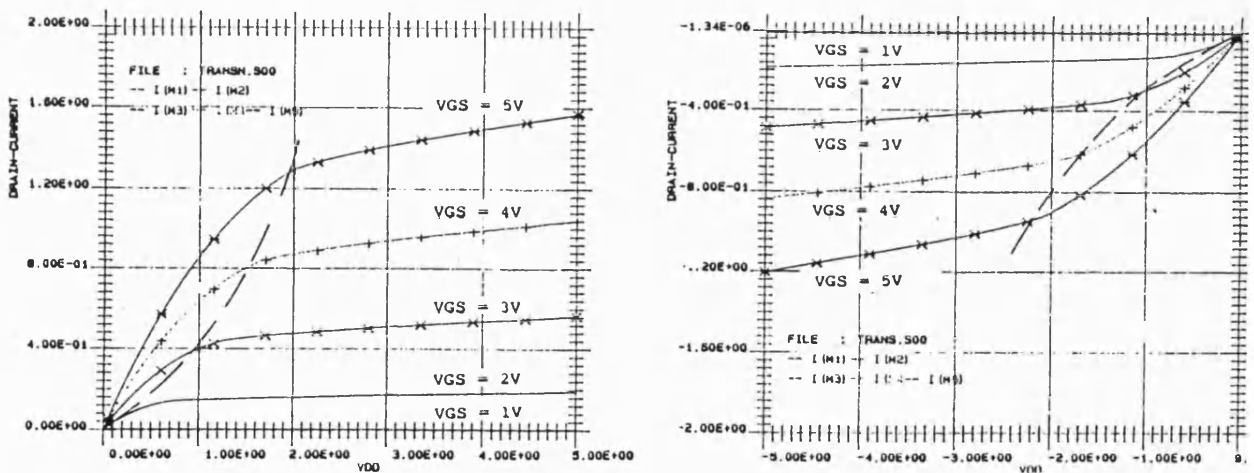 2.00E+00
1.60E+00
1.20E+00
8.00E-01
4.00E-01
0.00E+00
DRAIN-CURRENT
FILE : TRANSN.S00
I(M1) I(M2)
I(M3)
VGS = 5V
VGS = 4V
VGS = 3V
VGS = 2V
VGS = 1V
0.00E+00 1.00E+00 2.00E+00 3.00E+00 4.00E+00 5.00E+00
VDD
-1.34E-06
-4.00E-01
-8.00E-01
-1.20E+00
-1.50E+00
-2.00E+00
DRAIN-CURRENT
VGS = 1V
VGS = 2V
VGS = 3V
VGS = 4V
VGS = 5V
FILE : TRANS.S00
I(M1) I(M2)
I(M3)
-5.00E+00 -4.00E+00 -3.00E+00 -2.00E+00 -1.00E+00
VDD